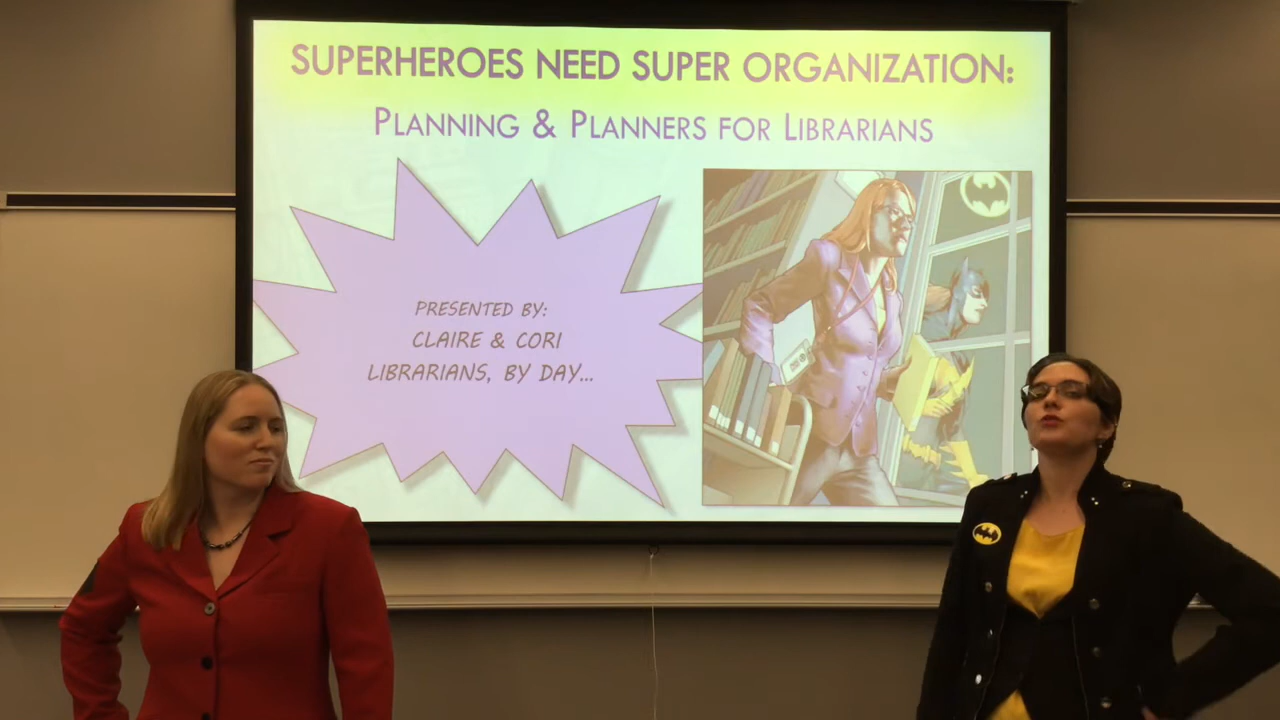 SUPERHEROES NEED SUPER ORGANIZATION:
PLANNING & PLANNERS FOR LIBRARIANS
PRESENTED BY:
CLAIRE & CORI
LIBRARIANS, BY DAY...